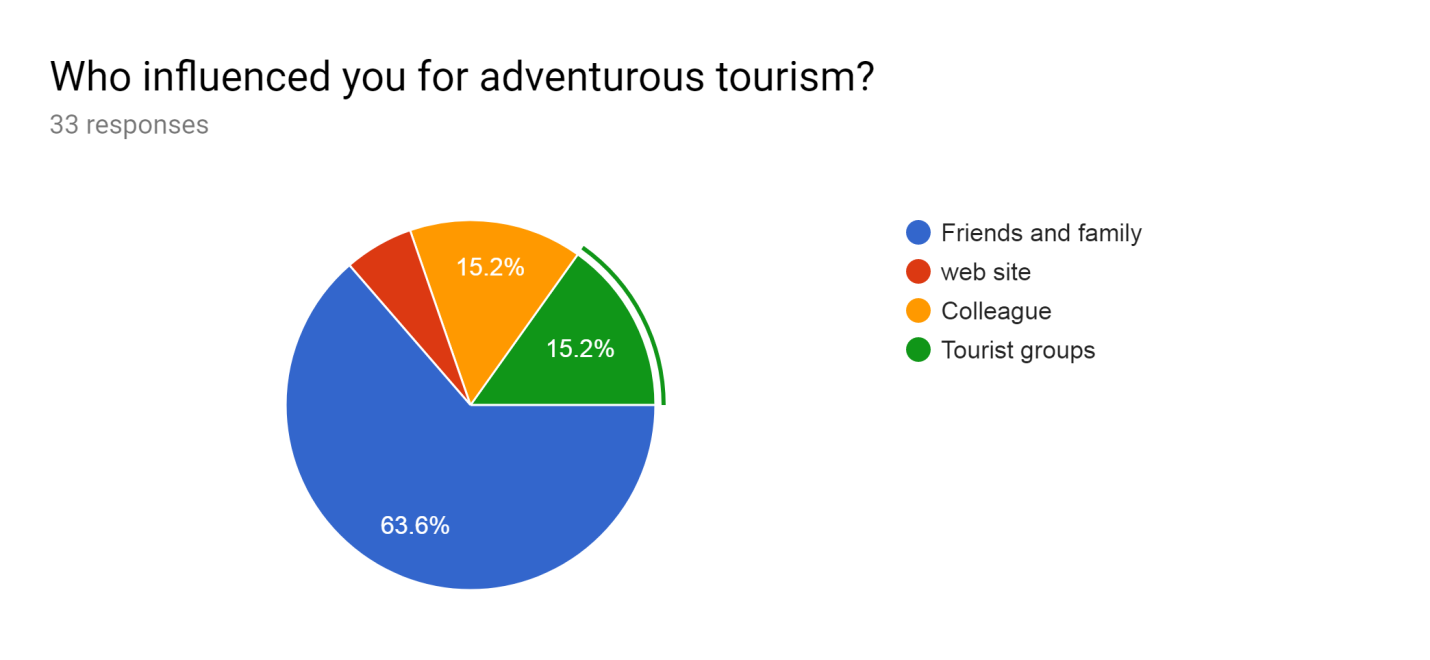 Who influenced you for adventurous tourism?
33 responses
15.2%
15.2%
63.6%
Friends and family
web site
Colleague
Tourist groups